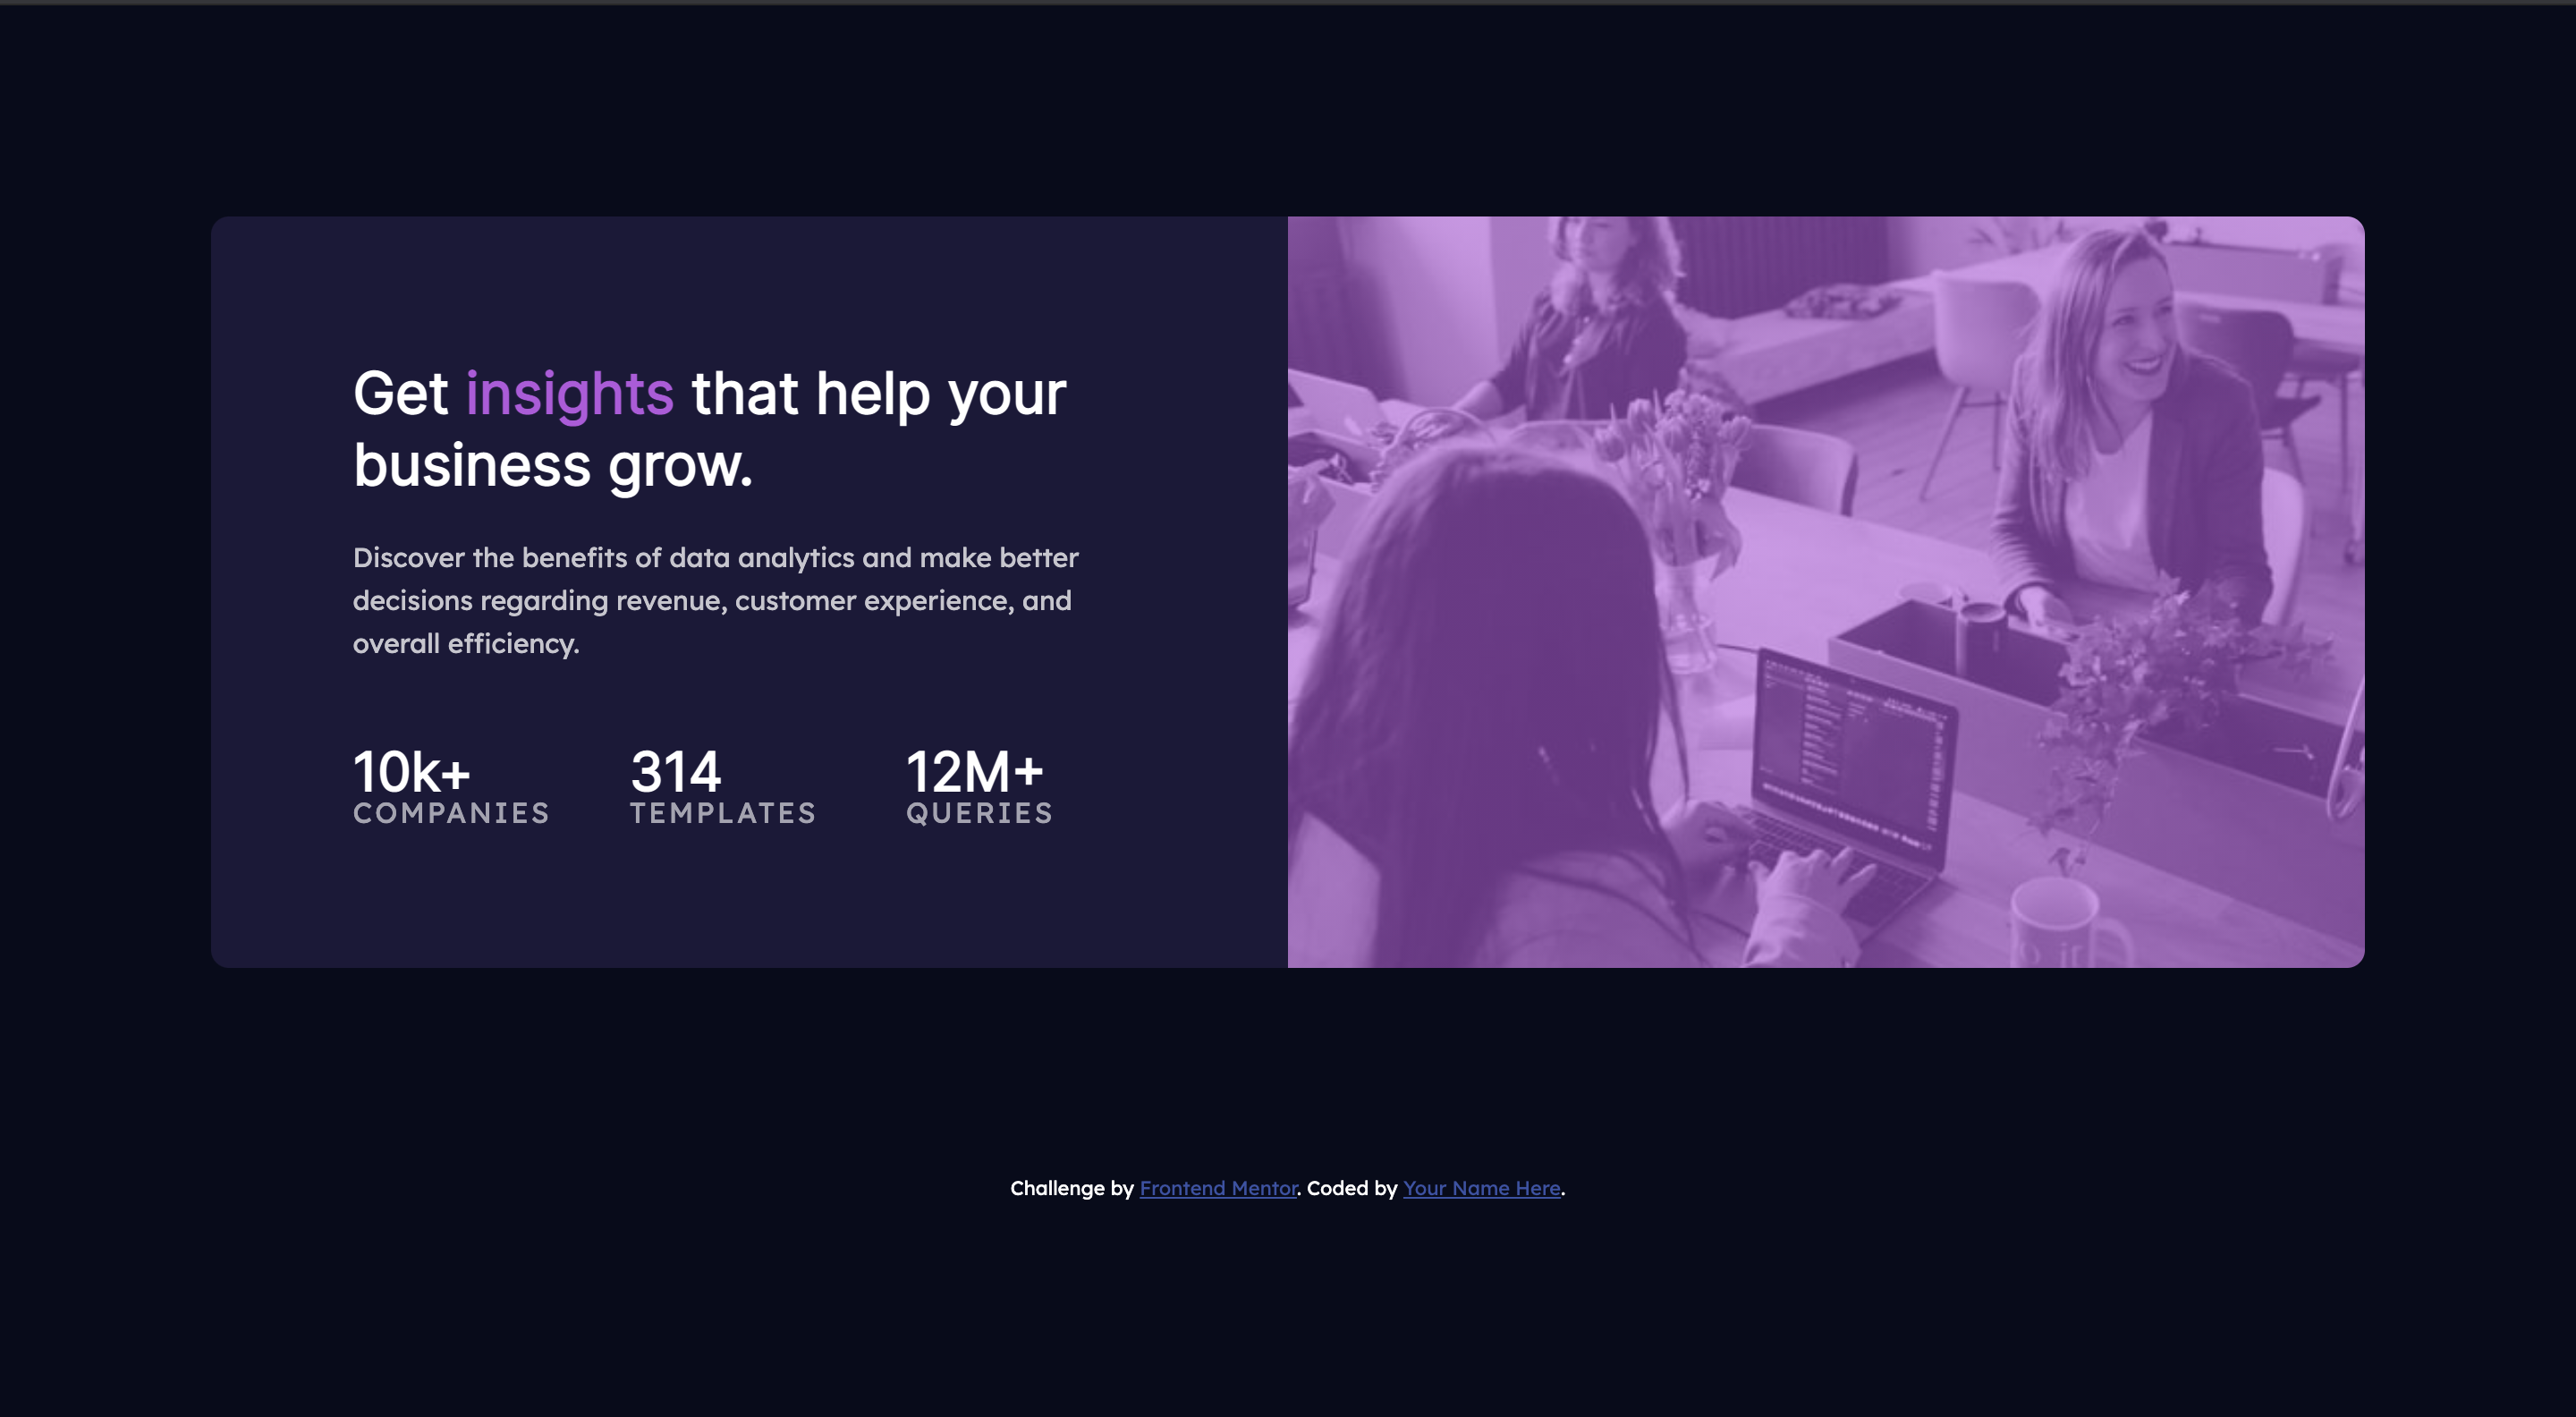 Get insights that help your
business grow.
Discover the benefits of data analytics and make better
decisions regarding revenue, customer experience, and
overall efficiency.
10k+
COMPANIES
314
TEMPLATES
12M+
QUERIES
Challenge by Frontend Mentor. Coded by Your Name Here.